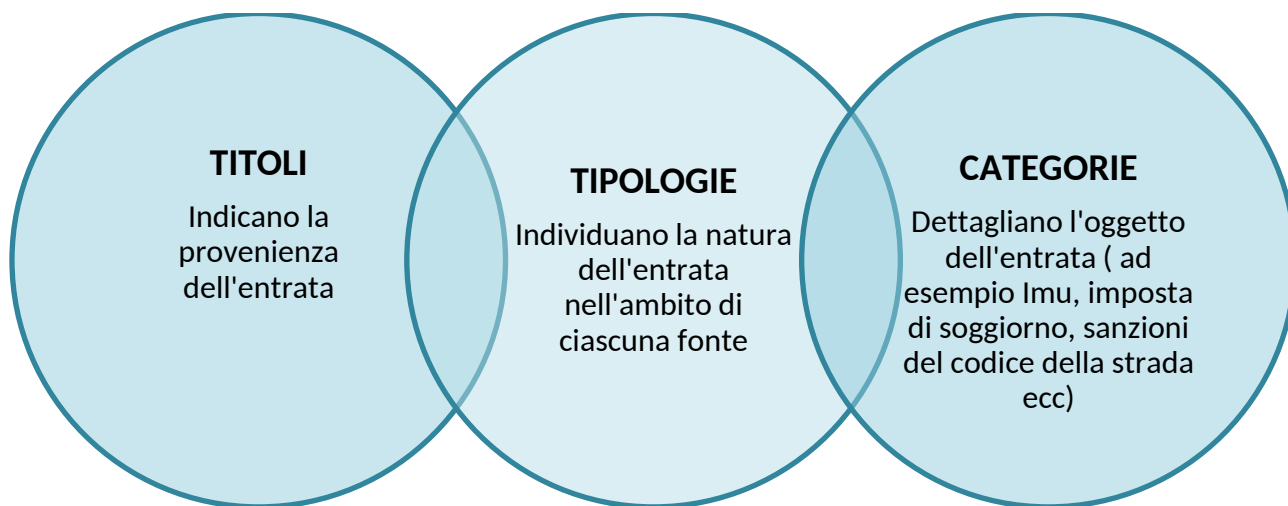 TITOLI
Indicano la
provenienza
dell'entrata
TIPOLOGIE
Individuano la natura
dell'entrata
nell'ambito di
ciascuna fonte
CATEGORIE
Dettagliano l'oggetto
dell'entrata ( ad
esempio Imu, imposta
di soggiorno, sanzioni
del codice della strada
ecc)